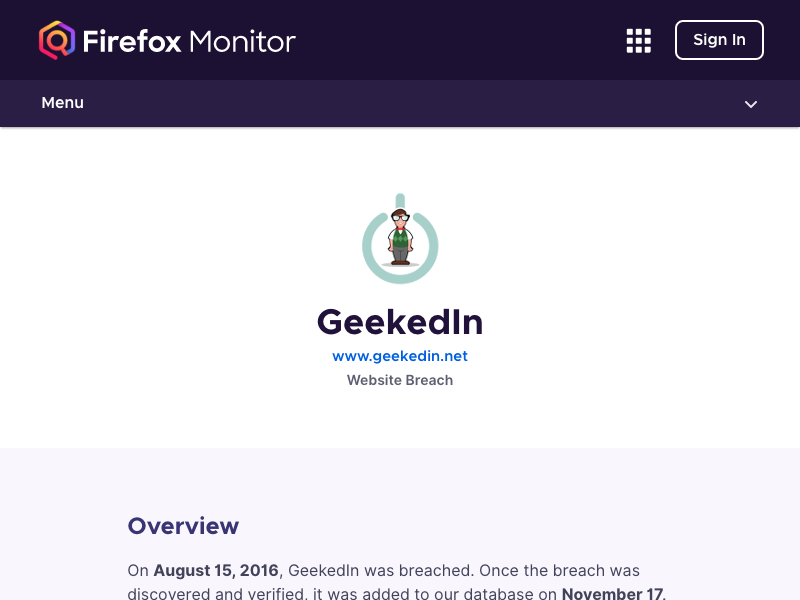 Firefox Monitor
Sign In
Menu
GeekedIn
www.geekedin.net
Website Breach
Overview
On August 15, 2016, GeekedIn was breached. Once the breach was
discovered and verified, it was added to our database on November 17,